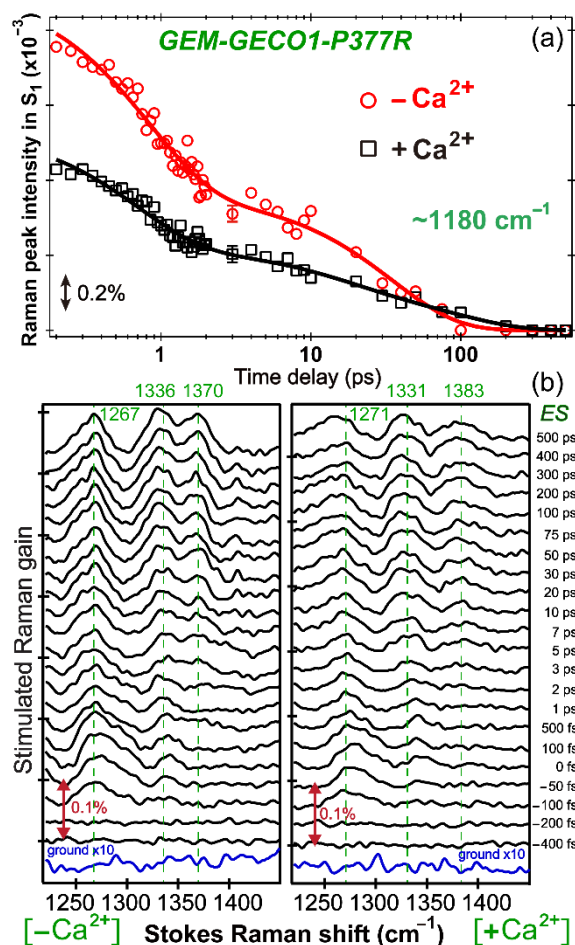 GEM-GECO1-P377R
(a)
Raman peak intensity in S₁ (x10⁻³)
−Ca²⁺
+Ca²⁺
~1180 cm⁻¹
0.2%
1
10
100
Time delay (ps)
(b)
1336 1370
1267
1331 1383
1271
ES
500 ps
400 ps
300 ps
200 ps
100 ps
75 ps
50 ps
30 ps
20 ps
10 ps
7 ps
5 ps
3 ps
2 ps
1 ps
500 fs
100 fs
0 fs
−50 fs
−100 fs
−200 fs
−400 fs
Stimulated Raman gain
0.1%
0.1%
ground x10
ground x10
1250 1300 1350 1400
1250 1300 1350 1400
[−Ca²⁺] Stokes Raman shift (cm⁻¹) [+Ca²⁺]